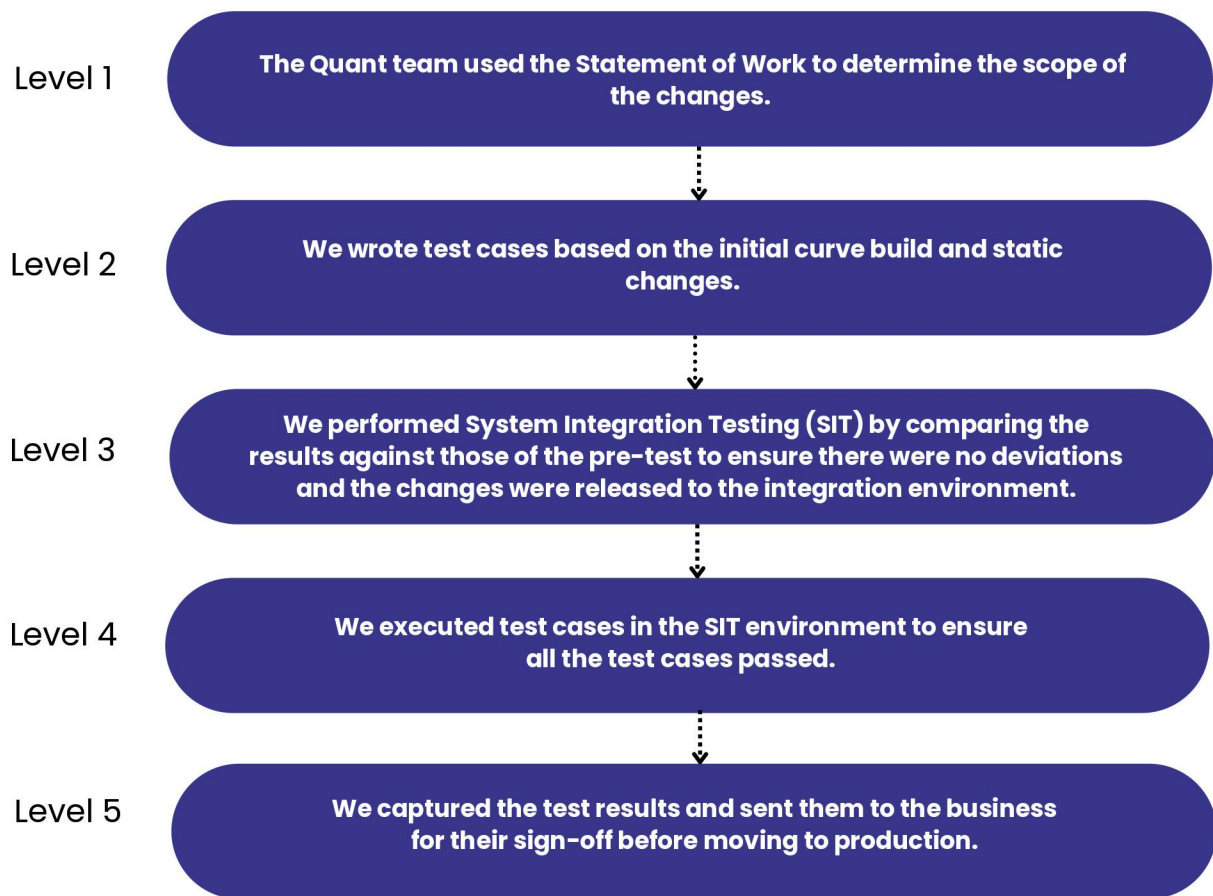 Level 1
The Quant team used the Statement of Work to determine the scope of
the changes.
Level 2
We wrote test cases based on the initial curve build and static
changes.
Level 3
We performed System Integration Testing (SIT) by comparing the
results against those of the pre-test to ensure there were no deviations
and the changes were released to the integration environment.
Level 4
We executed test cases in the SIT environment to ensure
all the test cases passed.
Level 5
We captured the test results and sent them to the business
for their sign-off before moving to production.